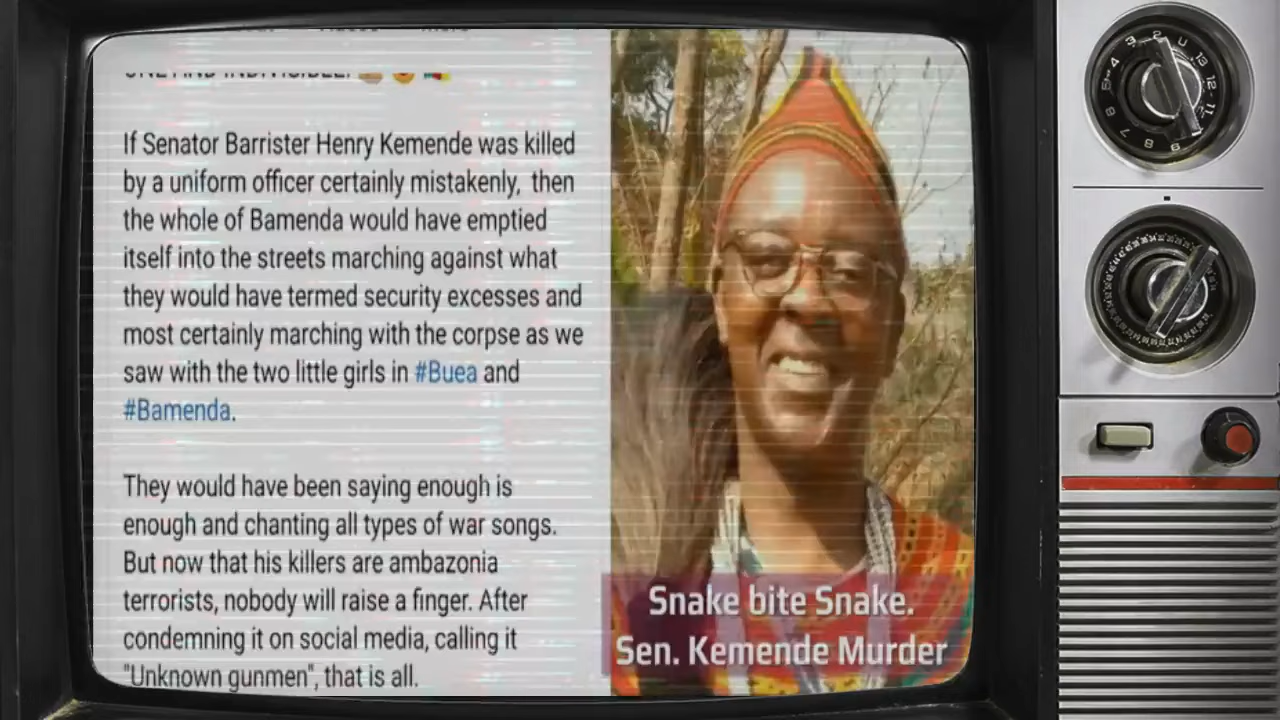 ONE AND INDIVISIBLE!
If Senator Barrister Henry Kemende was killed
by a uniform officer certainly mistakenly, then
the whole of Bamenda would have emptied
itself into the streets marching against what
they would have termed security excesses and
most certainly marching with the corpse as we
saw with the two little girls in #Buea and
#Bamenda.
They would have been saying enough is
enough and chanting all types of war songs.
But now that his killers are ambazonia
terrorists, nobody will raise a finger. After
condemning it on social media, calling it
"Unknown gunmen", that is all.
Snake bite Snake.
Sen. Kemende Murder